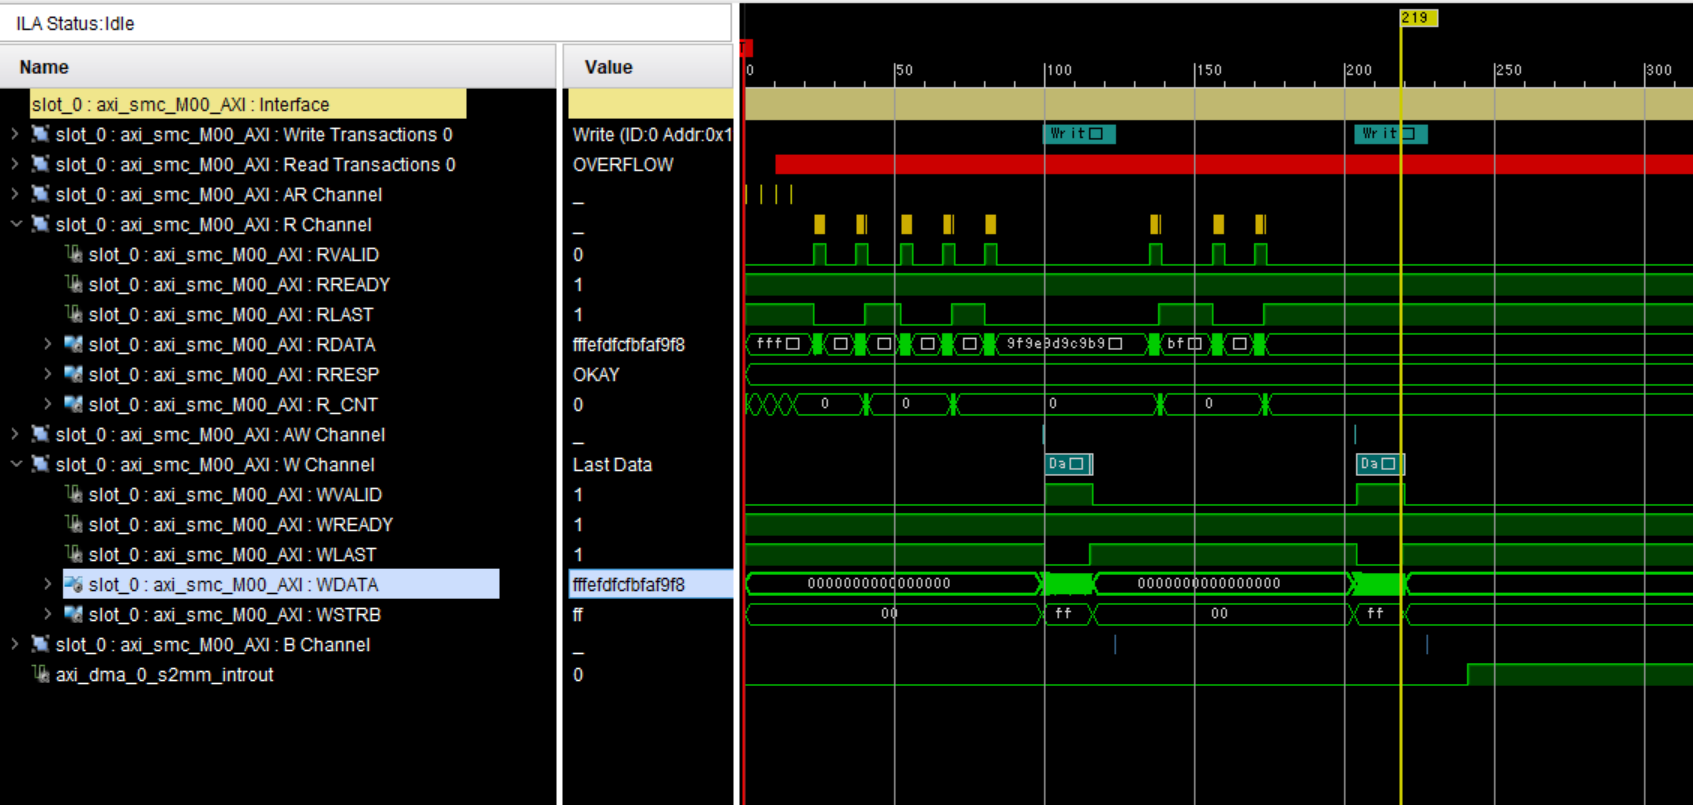 ILA Status:Idle
219
Name Value
0 50 100 150 200 250 300
slot_0 : axi_smc_M00_AXI : Interface
slot_0 : axi_smc_M00_AXI : Write Transactions 0 Write (ID:0 Addr:0x1 Writ Writ
slot_0 : axi_smc_M00_AXI : Read Transactions 0 OVERFLOW
slot_0 : axi_smc_M00_AXI : AR Channel _
slot_0 : axi_smc_M00_AXI : R Channel _
slot_0 : axi_smc_M00_AXI : RVALID 0
slot_0 : axi_smc_M00_AXI : RREADY 1
slot_0 : axi_smc_M00_AXI : RLAST 1
slot_0 : axi_smc_M00_AXI : RDATA fffefdfcfbfaf9f8 fff 9f9e9d9c9b9 bf
slot_0 : axi_smc_M00_AXI : RRESP OKAY
slot_0 : axi_smc_M00_AXI : R_CNT 0 0 0 0 0
slot_0 : axi_smc_M00_AXI : AW Channel _
slot_0 : axi_smc_M00_AXI : W Channel Last Data Da Da
slot_0 : axi_smc_M00_AXI : WVALID 1
slot_0 : axi_smc_M00_AXI : WREADY 1
slot_0 : axi_smc_M00_AXI : WLAST 1
slot_0 : axi_smc_M00_AXI : WDATA fffefdfcfbfaf9f8 0000000000000000 0000000000000000
slot_0 : axi_smc_M00_AXI : WSTRB ff 00 ff 00 ff
slot_0 : axi_smc_M00_AXI : B Channel _
axi_dma_0_s2mm_introut 0